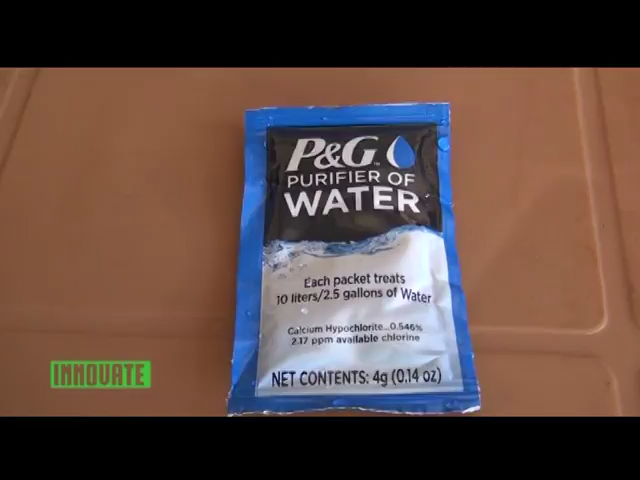 P&G™
PURIFIER OF
WATER
Each packet treats
10 liters/2.5 gallons of Water
Calcium Hypochlorite...0.546%
2.17 ppm available chlorine
NET CONTENTS: 4g (0.14 oz)
INNOVATE